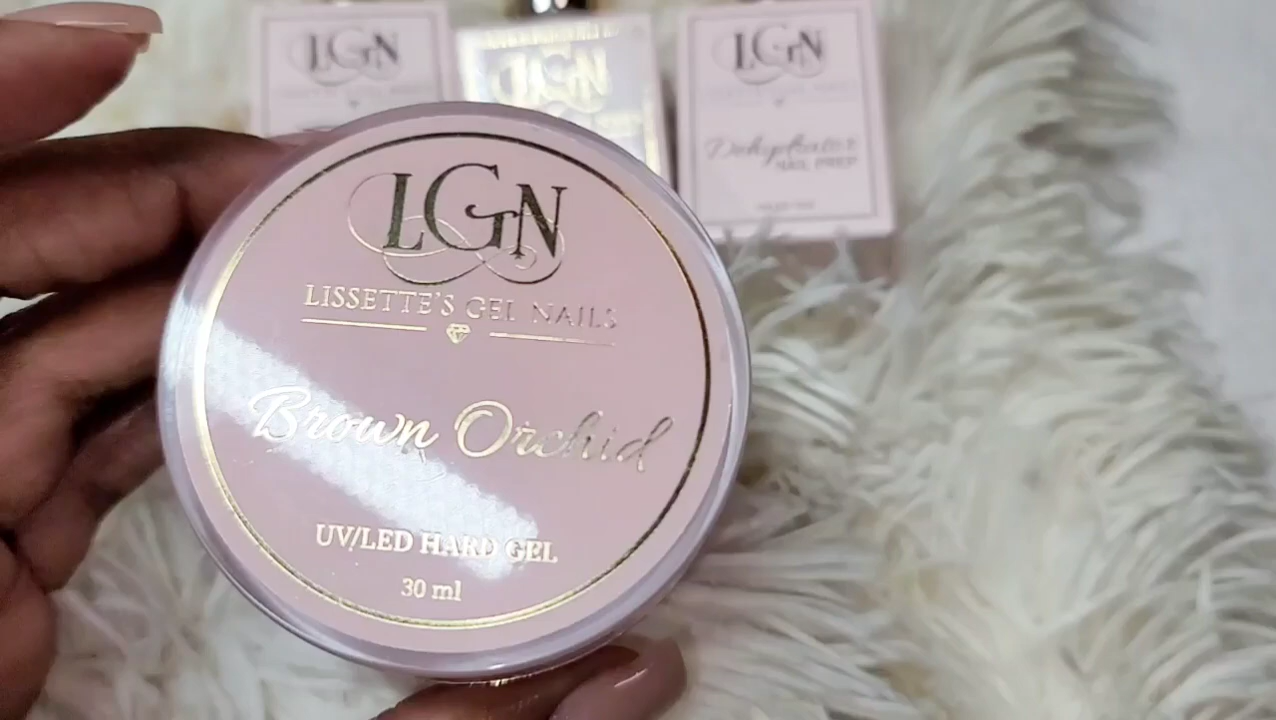 LGN
LGN
LGN
Dehydrator
NAIL PREP
LGN
LISSETTE'S GEL NAILS
Brown Orchid
UV/LED HARD GEL
30 ml